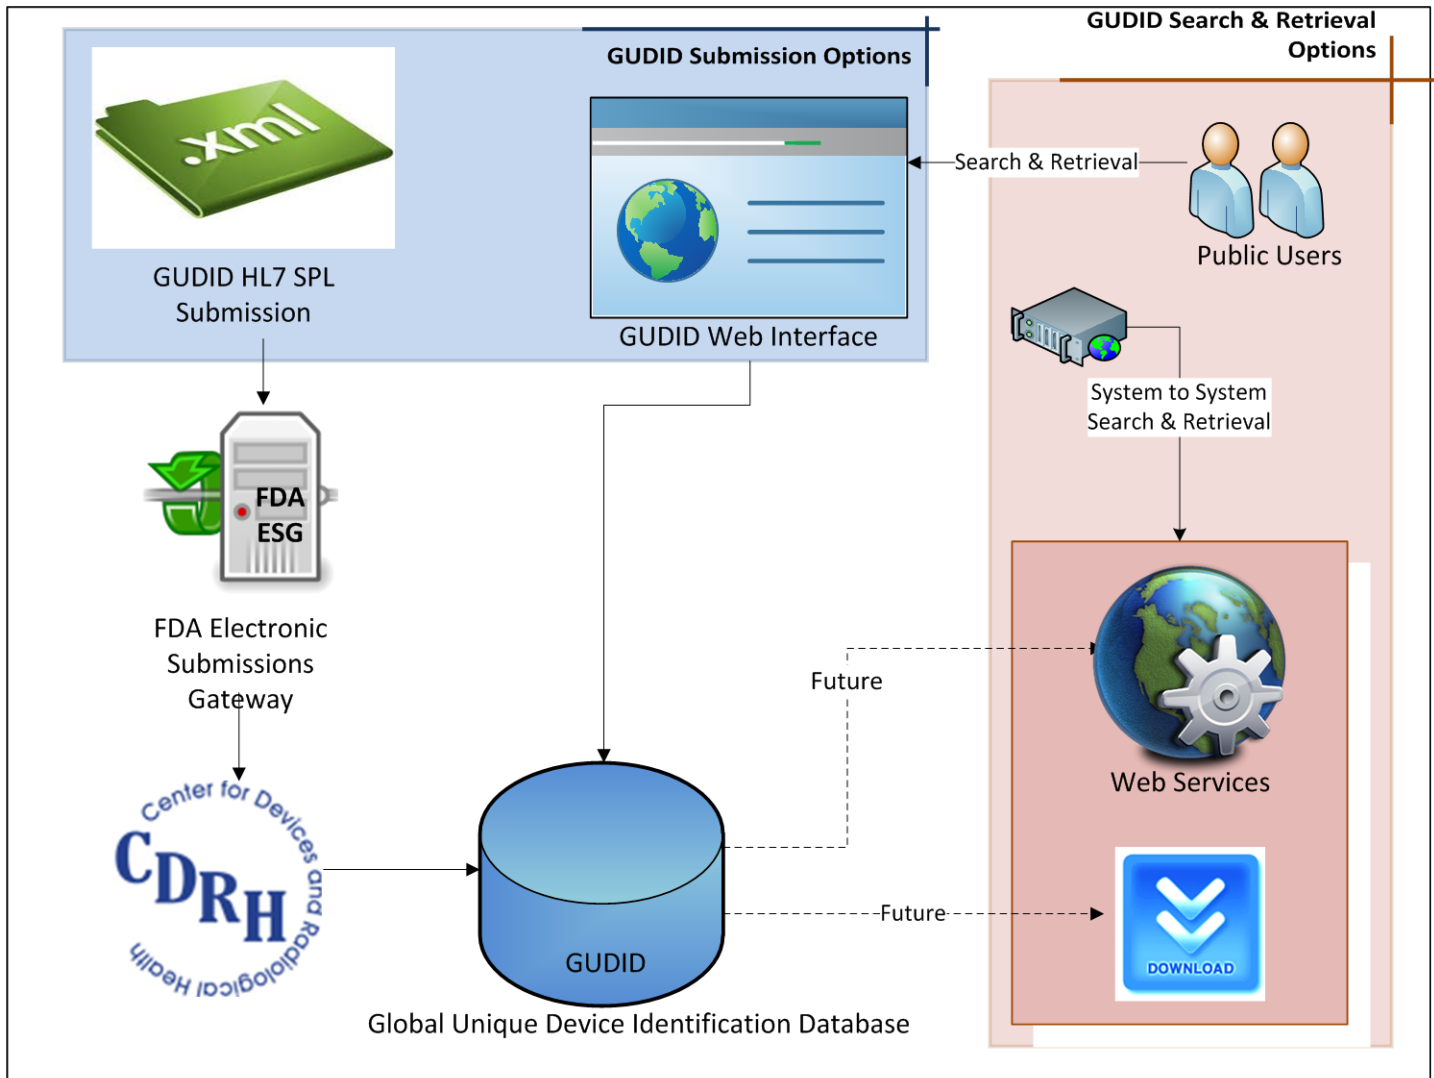 GUDID Submission Options
GUDID Search & Retrieval
Options
.xml
GUDID HL7 SPL
Submission
GUDID Web Interface
Search & Retrieval
Public Users
System to System
Search & Retrieval
FDA
ESG
FDA Electronic
Submissions
Gateway
Center for Devices and Radiological Health
CDRH
GUDID
Global Unique Device Identification Database
Future
Future
Web Services
DOWNLOAD